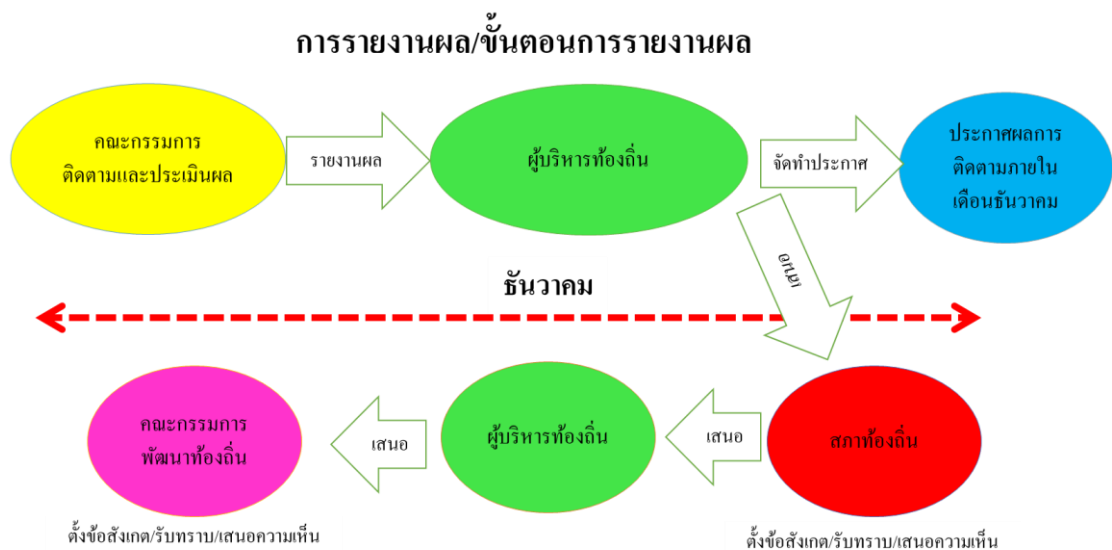 การรายงานผล/ขั้นตอนการรายงานผล
คณะกรรมการ
ติดตามและประเมินผล
รายงานผล
ผู้บริหารท้องถิ่น
จัดทำประกาศ
ประกาศผลการ
ติดตามภายใน
เดือนธันวาคม
เสนอ
ธันวาคม
คณะกรรมการ
พัฒนาท้องถิ่น
เสนอ
ผู้บริหารท้องถิ่น
เสนอ
สภาท้องถิ่น
ตั้งข้อสังเกต/รับทราบ/เสนอความเห็น
ตั้งข้อสังเกต/รับทราบ/เสนอความเห็น